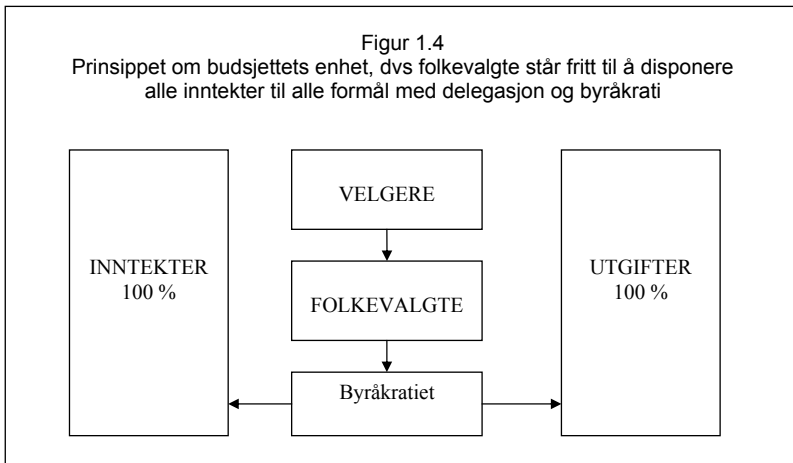 Figur 1.4
Prinsippet om budsjettets enhet, dvs folkevalgte står fritt til å disponere
alle inntekter til alle formål med delegasjon og byråkrati
VELGERE
INNTEKTER
100 %
FOLKEVALGTE
UTGIFTER
100 %
Byråkratiet